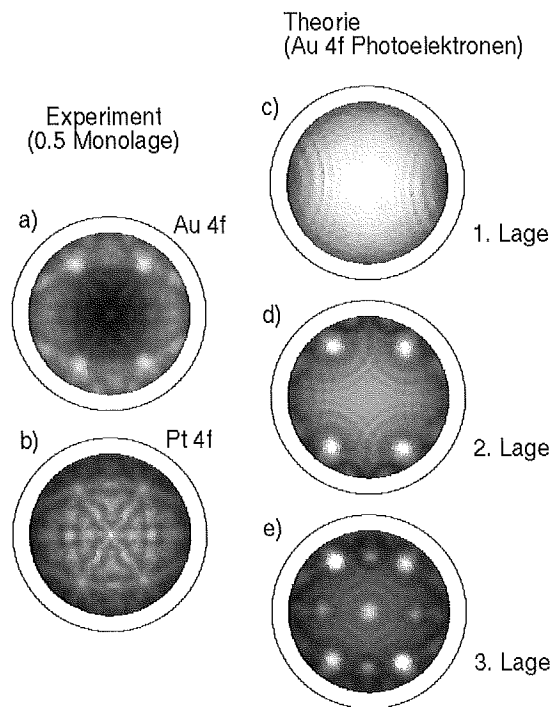 Experiment
(0.5 Monolage)
a)
Au 4f
b)
Pt 4f
Theorie
(Au 4f Photoelektronen)
c)
1. Lage
d)
2. Lage
e)
3. Lage